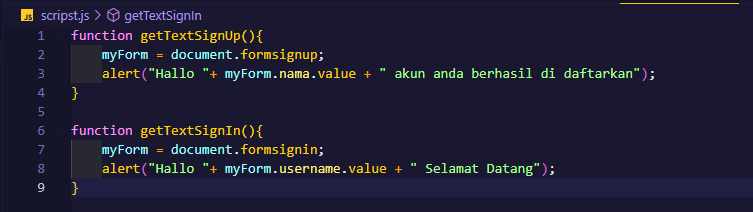 JS scripst.js > getTextSignIn
1 function getTextSignUp(){
2 myForm = document.formsignup;
3 alert("Hallo "+ myForm.nama.value + " akun anda berhasil di daftarkan");
4 }
5
6 function getTextSignIn(){
7 myForm = document.formsignin;
8 alert("Hallo "+ myForm.username.value + " Selamat Datang");
9 }